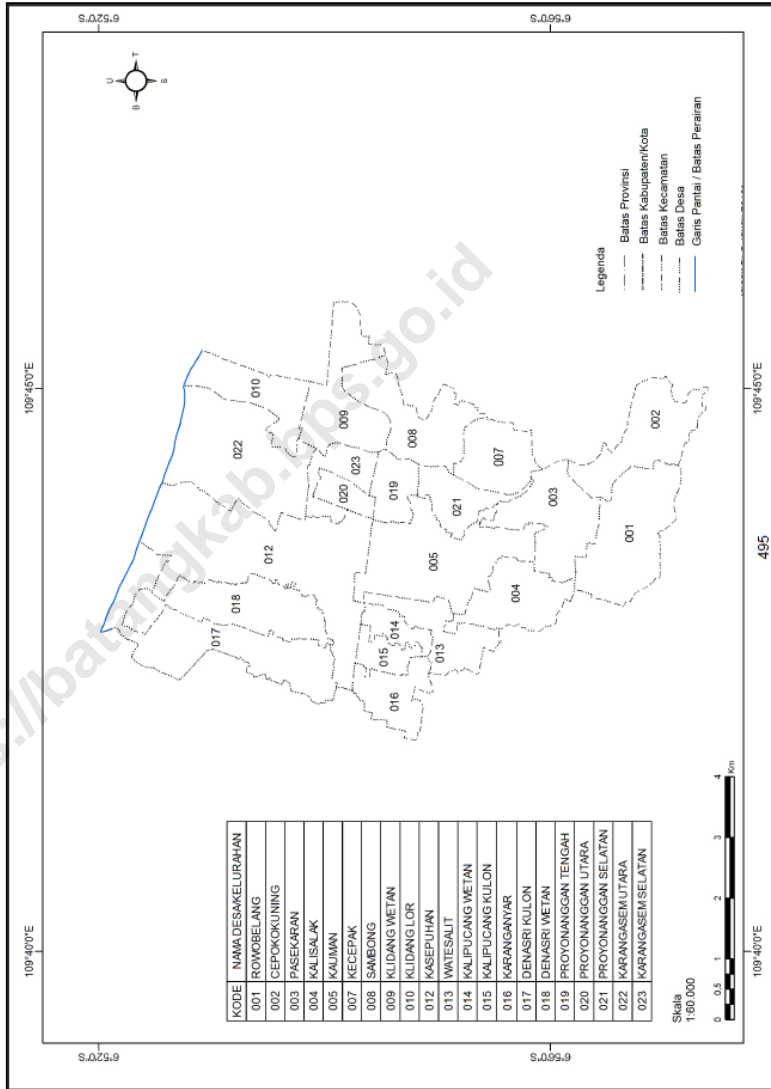 6°52'0"S
6°56'0"S
109°45'0"E
109°45'0"E
109°40'0"E
109°40'0"E
6°52'0"S
6°56'0"S
U
T
S
B
Legenda
Batas Provinsi
Batas Kabupaten/Kota
Batas Kecamatan
Batas Desa
Garis Pantai / Batas Perairan
010
022
009
023
020
008
019
007
002
021
003
012
005
001
018
004
017
014
015
013
016
KODE NAMA DESA/KELURAHAN
001 ROWOBELANG
002 CEPOKOKUNING
003 PASEKARAN
004 KALISALAK
005 KAUMAN
007 KECEPAK
008 SAMBONG
009 KLIDANG WETAN
010 KLIDANG LOR
012 KASEPUHAN
013 WATESALIT
014 KALIPUCANG WETAN
015 KALIPUCANG KULON
016 KARANGANYAR
017 DENASRI KULON
018 DENASRI WETAN
019 PROYONANGGAN TENGAH
020 PROYONANGGAN UTARA
021 PROYONANGGAN SELATAN
022 KARANGASEM UTARA
023 KARANGASEM SELATAN
Skala
1:60.000
0 0.5 1 2 3 4
Km
495
://batangkab.bps.go.id